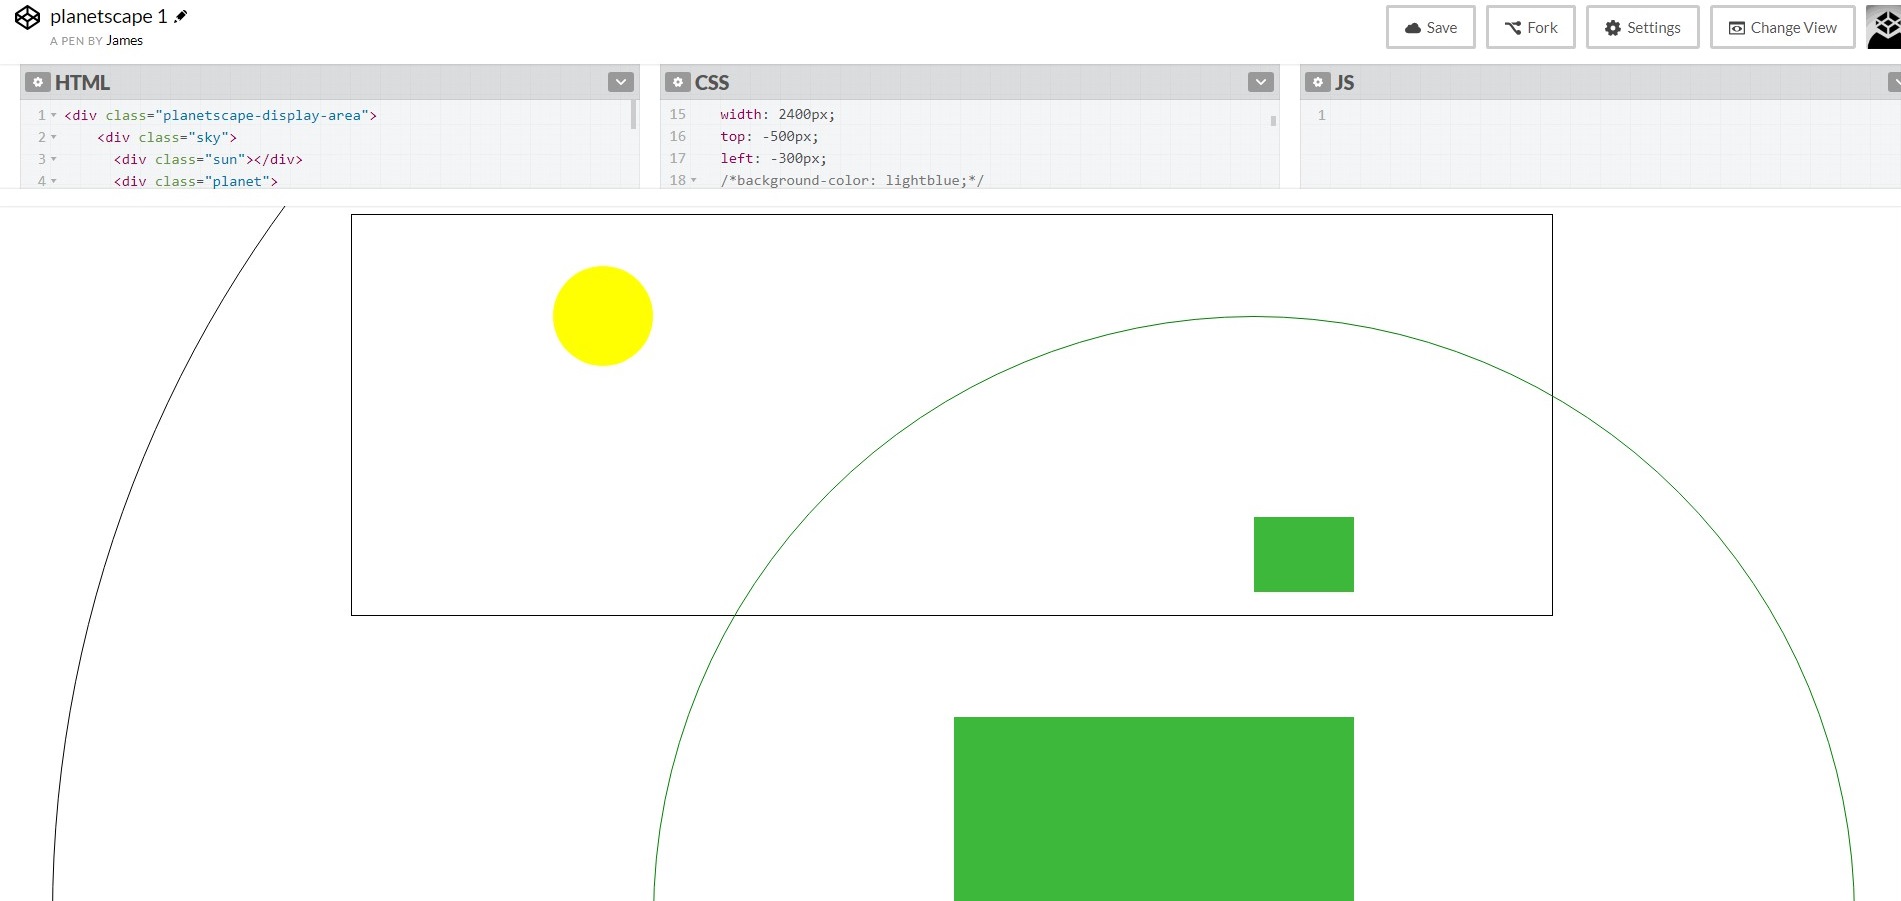 planetscape 1
A PEN BY James
Save
Fork
Settings
Change View
HTML
1 <div class="planetscape-display-area">
2 <div class="sky">
3 <div class="sun"></div>
4 <div class="planet">
CSS
15 width: 2400px;
16 top: -500px;
17 left: -300px;
18 /*background-color: lightblue;*/
JS
1